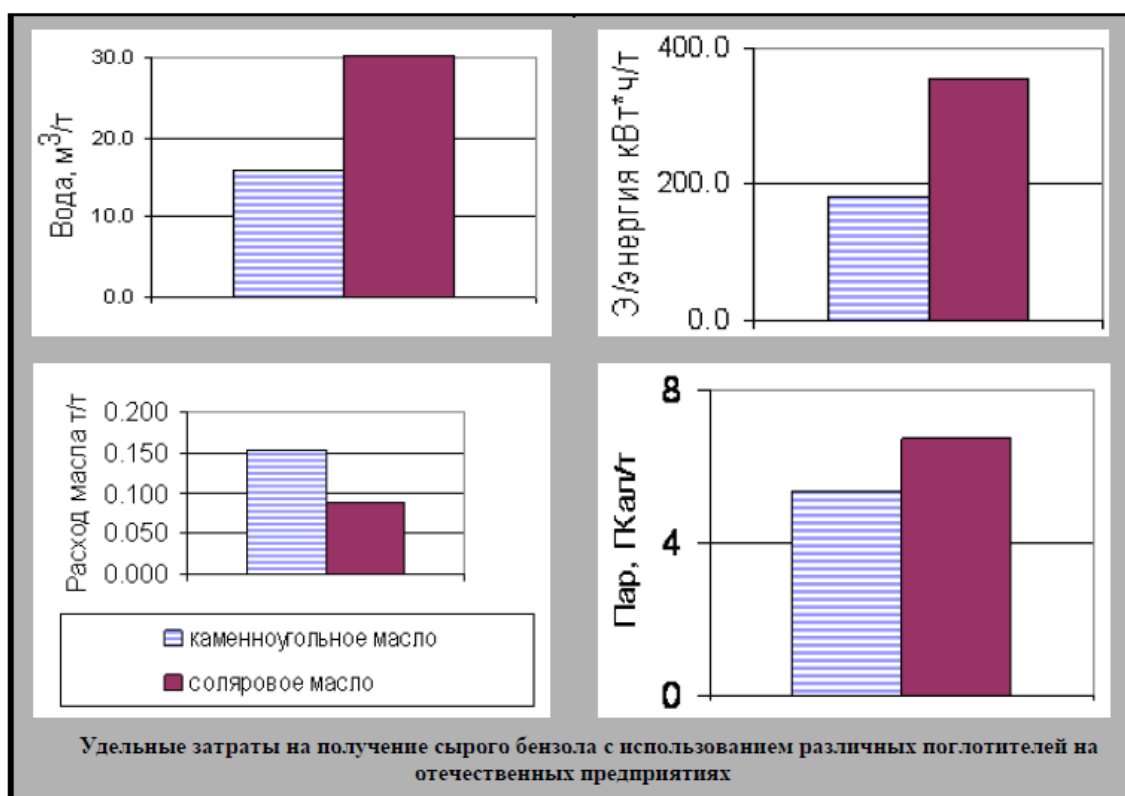 Вода, м³/т
30.0
20.0
10.0
0.0
Э/энергия кВт*ч/т
400.0
200.0
0.0
Расход масла т/т
0.200
0.150
0.100
0.050
0.000
каменноугольное масло
соляровое масло
Пар, ГКал/т
8
4
0
Удельные затраты на получение сырого бензола с использованием различных поглотителей на
отечественных предприятиях